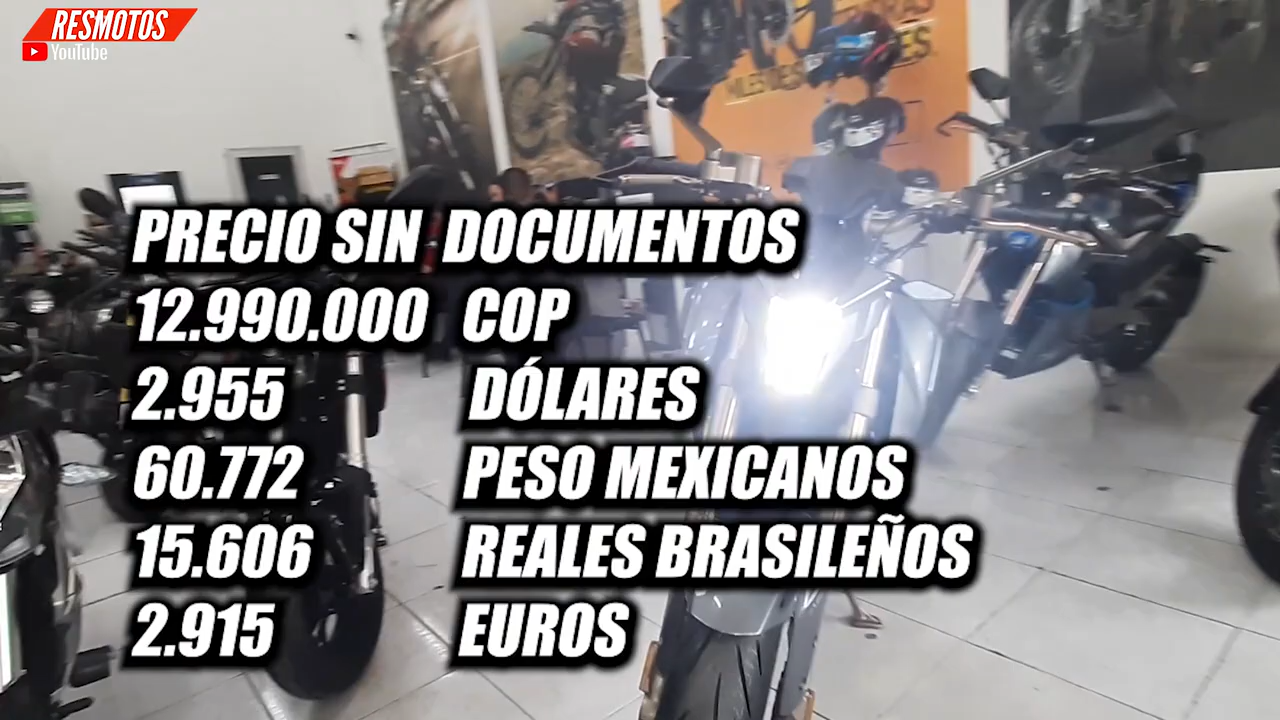 RESMOTOS
YouTube
PRECIO SIN DOCUMENTOS
12.990.000 COP
2.955 DÓLARES
60.772 PESO MEXICANOS
15.606 REALES BRASILEÑOS
2.915 EUROS